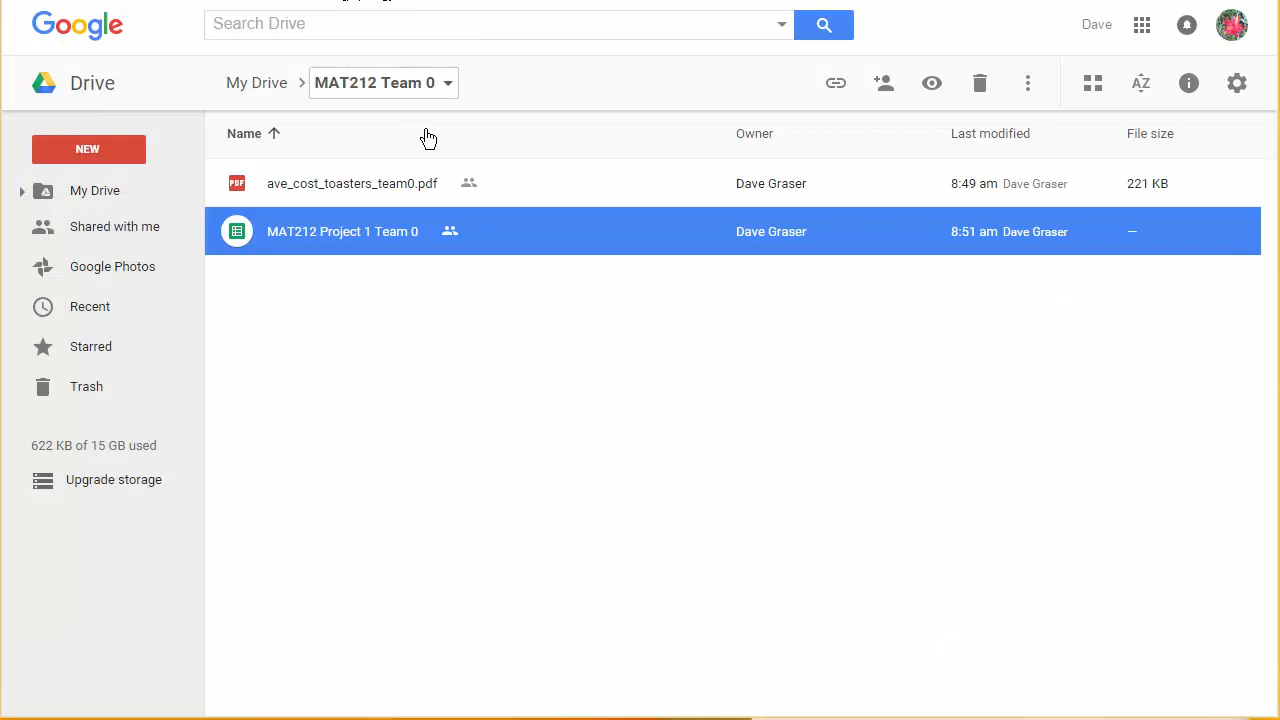 Google
Search Drive
Dave
Drive
My Drive
MAT212 Team 0
Name
Owner
Last modified
File size
NEW
PDF
ave_cost_toasters_team0.pdf
Dave Graser
8:49 am Dave Graser
221 KB
MAT212 Project 1 Team 0
Dave Graser
8:51 am Dave Graser
—
My Drive
Shared with me
Google Photos
Recent
Starred
Trash
622 KB of 15 GB used
Upgrade storage
AZ